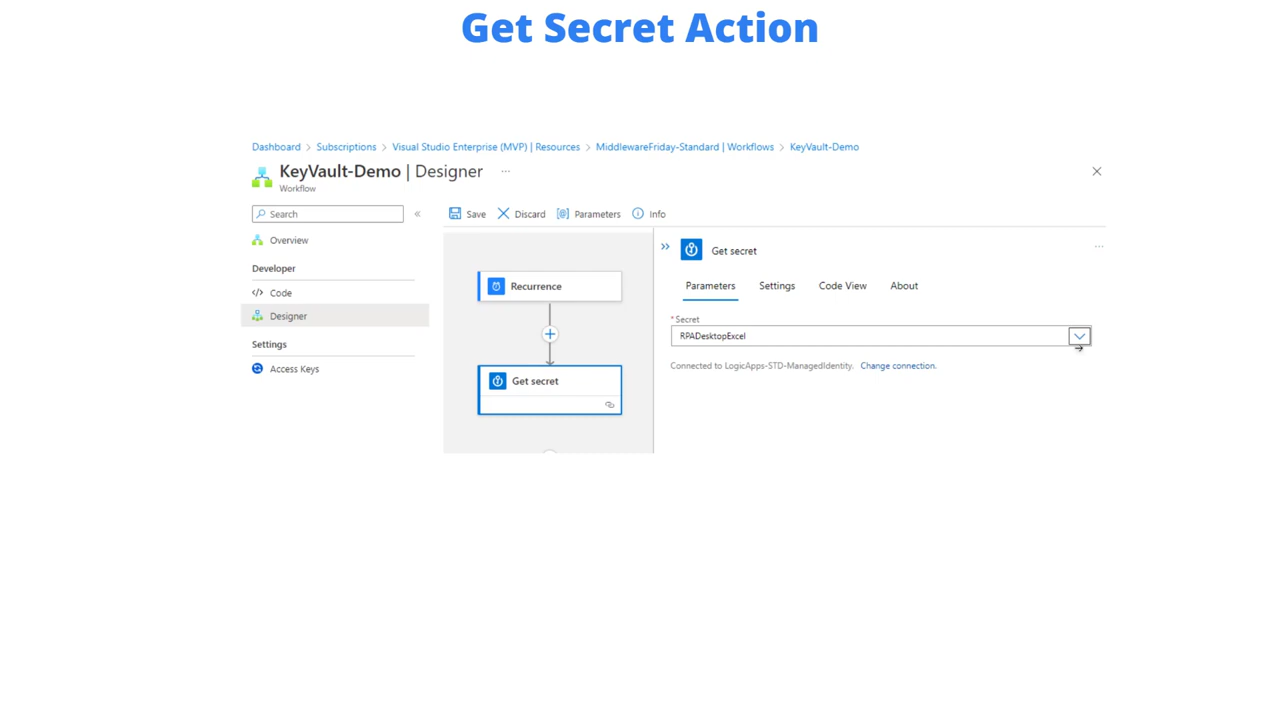 Get Secret Action
Dashboard > Subscriptions > Visual Studio Enterprise (MVP) | Resources > MiddlewareFriday-Standard | Workflows > KeyVault-Demo
KeyVault-Demo | Designer ...
Workflow
Search
Save Discard Parameters Info
Overview
Developer
Code
Designer
Settings
Access Keys
Recurrence
Get secret
Get secret
Parameters Settings Code View About
* Secret
RPADesktopExcel
Connected to LogicApps-STD-ManagedIdentity. Change connection.